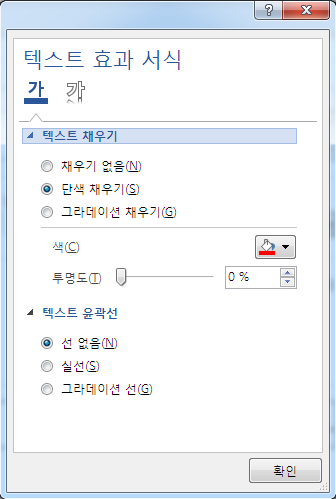 텍스트 효과 서식
가 가
텍스트 채우기
채우기 없음(N)
단색 채우기(S)
그라데이션 채우기(G)
색(C)
투명도(T) 0 %
텍스트 윤곽선
선 없음(N)
실선(S)
그라데이션 선(G)
확인